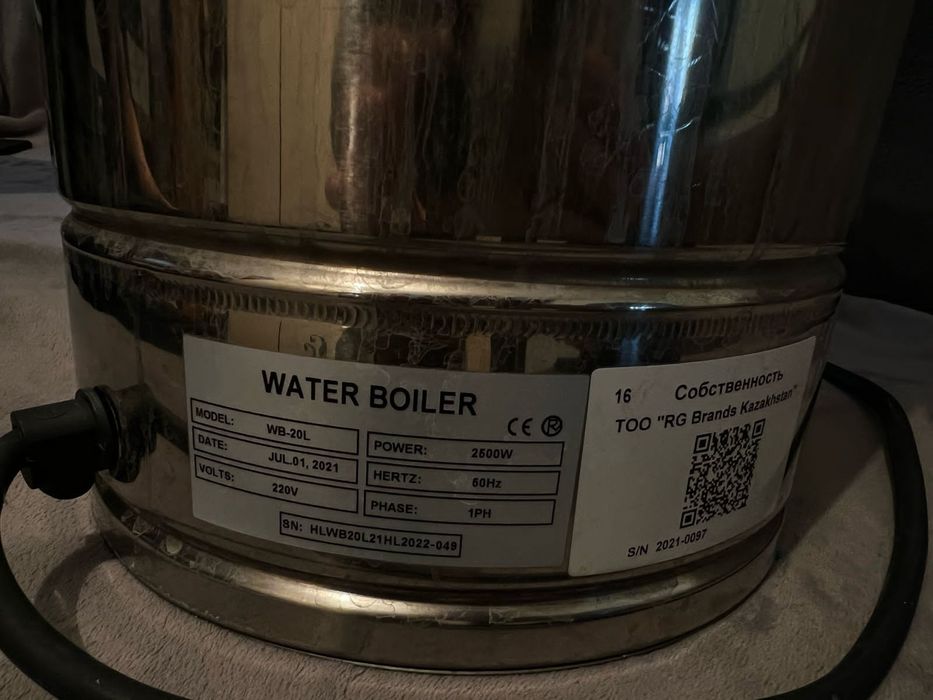 WATER BOILER
CE ®
MODEL: WB-20L
DATE: JUL.01, 2021
VOLTS: 220V
POWER: 2500W
HERTZ: 50Hz
PHASE: 1PH
SN: HLWB20L21HL2022-049
16 Собственность
ТОО "RG Brands Kazakhstan"
S/N 2021-0097